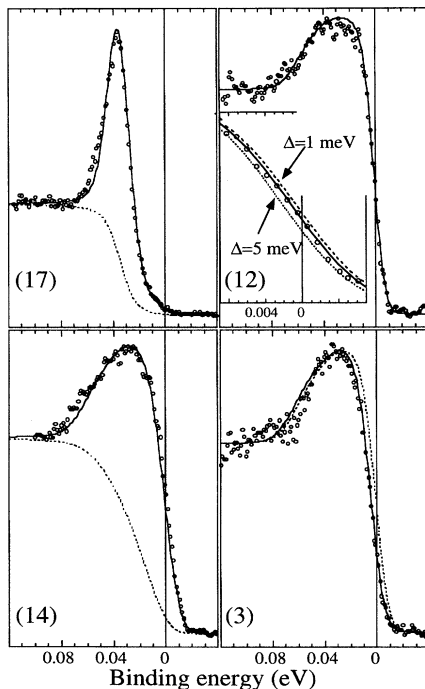 (17)
Δ=1 meV
Δ=5 meV
(12)
0.004 0
(14)
(3)
0.08 0.04 0
0.08 0.04 0
Binding energy (eV)